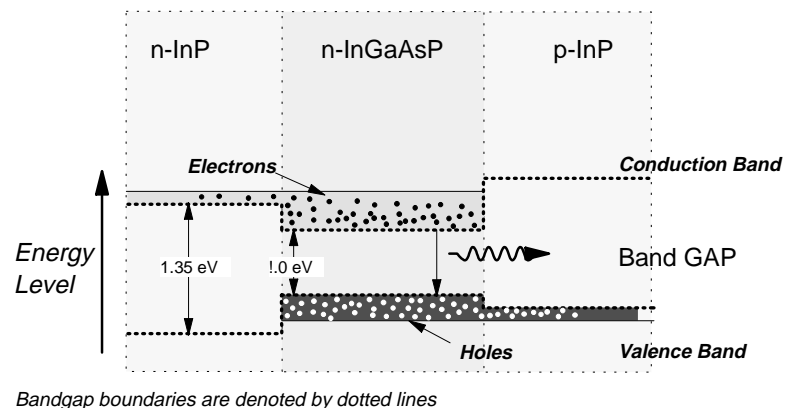 n-InP
n-InGaAsP
p-InP
Electrons
Conduction Band
Energy
Level
1.35 eV
!.0 eV
Band GAP
Holes
Valence Band
Bandgap boundaries are denoted by dotted lines